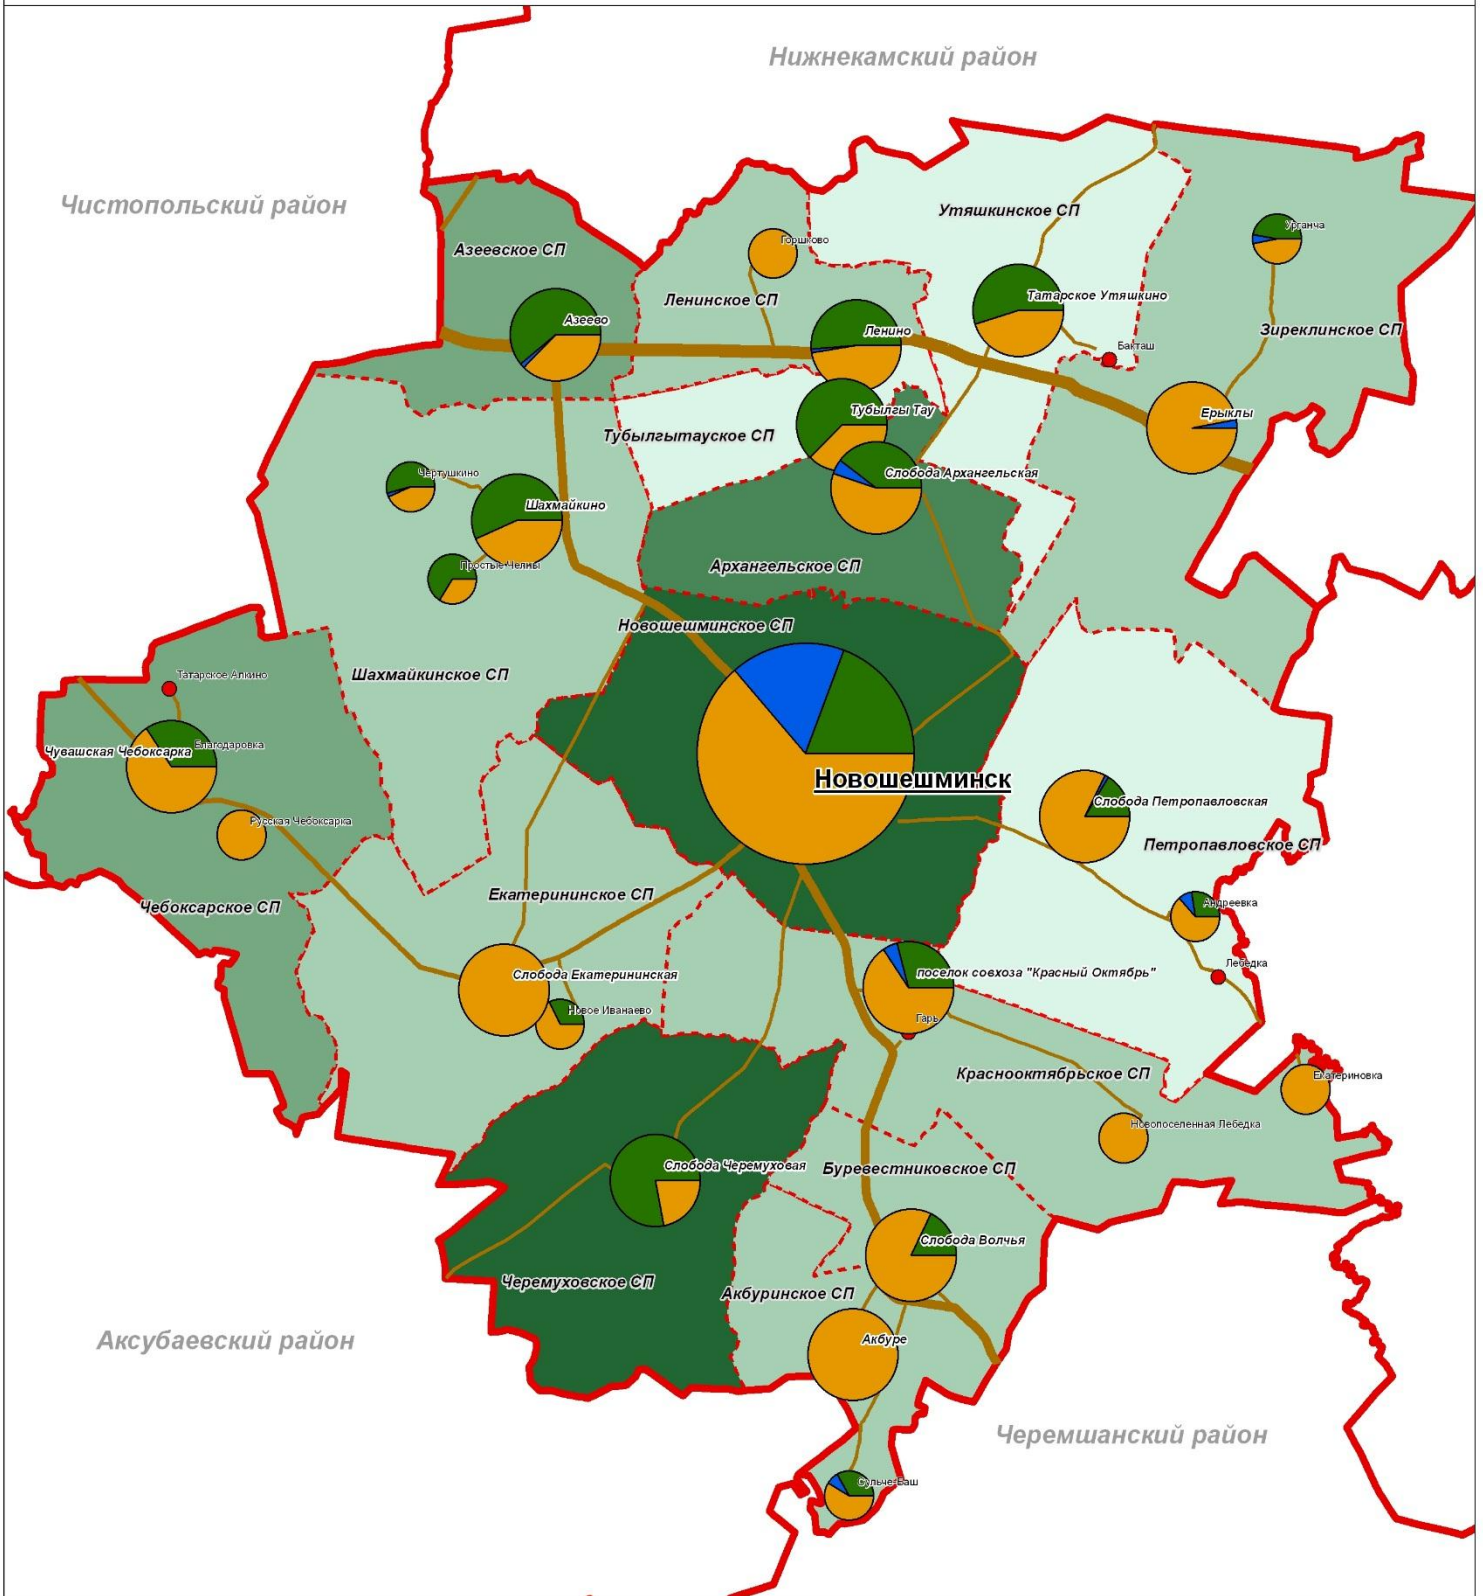 Нижнекамский район
Чистопольский район
Утяшкинское СП
Урганча
Горшково
Азеевское СП
Ленинское СП
Татарское Утяшкино
Азеево
Ленино
Зиреклинское СП
Бакташ
Тубылгы Тау
Ерыклы
Тубылгытауское СП
Чертушкино
Слобода Архангельская
Шахмайкино
Простые Челны
Архангельское СП
Новошешминское СП
Татарское Алкино
Шахмайкинское СП
Благодаровка
Чувашская Чебоксарка
Новошешминск
Слобода Петропавловская
Русская Чебоксарка
Петропавловское СП
Екатерининское СП
Чебоксарское СП
Андреевка
Лебедка
Слобода Екатерининская
поселок совхоза "Красный Октябрь"
Новое Иванаево
Гарь
Краснооктябрьское СП
Екатериновка
Новопоселенная Лебедка
Слобода Черемуховая
Буревестниковское СП
Слобода Волчья
Черемуховское СП
Акбуринское СП
Аксубаевский район
Акбуре
Черемшанский район
Сульче-Баш